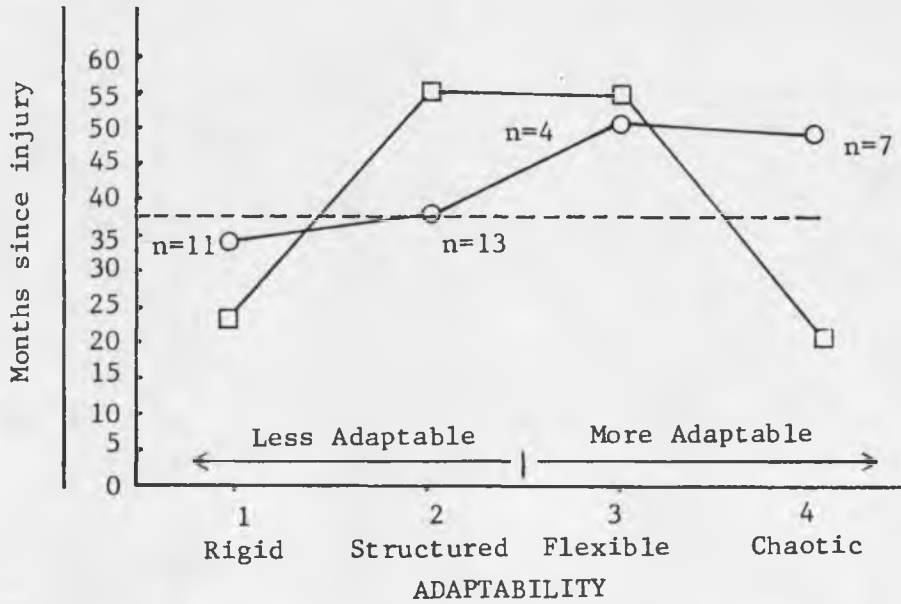 Months since injury
60
55
50
45
40
35
30
25
20
15
10
5
0
n=11
n=13
n=4
n=7
Less Adaptable
More Adaptable
1 2 3 4
Rigid Structured Flexible Chaotic
ADAPTABILITY